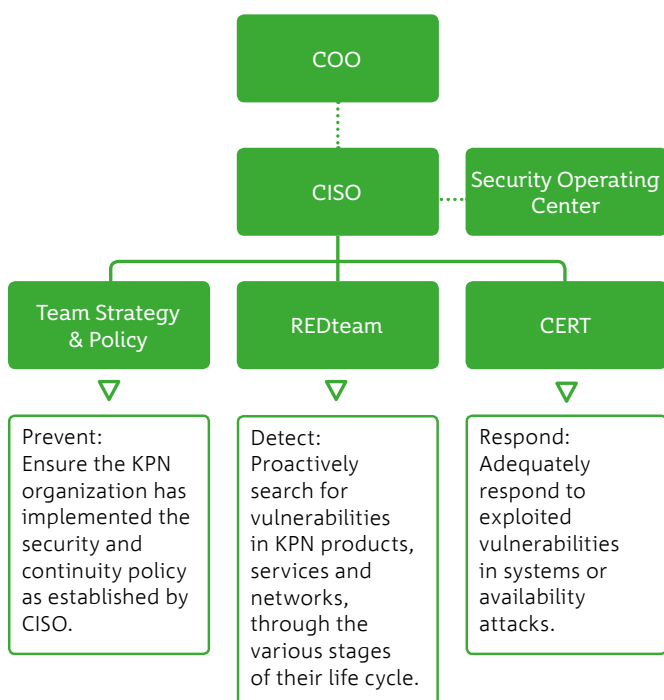 COO
CISO
Security Operating
Center
Team Strategy
& Policy
REDteam
CERT
Prevent:
Ensure the KPN
organization has
implemented the
security and
continuity policy
as established by
CISO.
Detect:
Proactively
search for
vulnerabilities
in KPN products,
services and
networks,
through the
various stages
of their life cycle.
Respond:
Adequately
respond to
exploited
vulnerabilities
in systems or
availability
attacks.